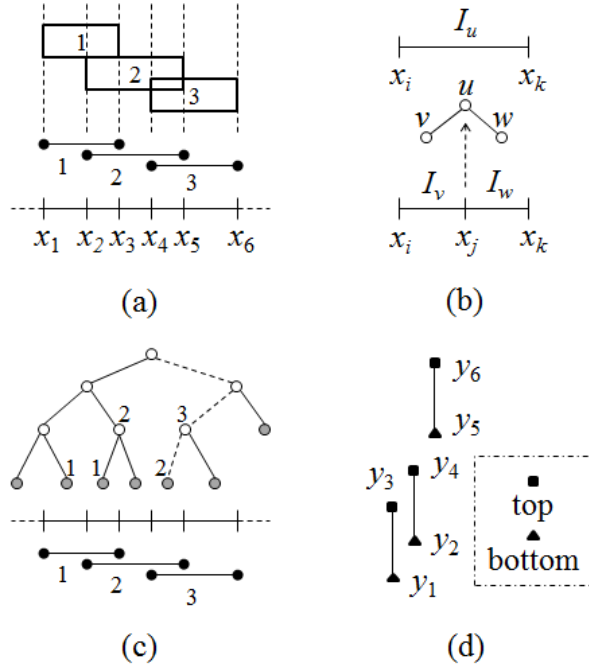 1
2
3
1
2
3
x₁ x₂ x₃ x₄ x₅ x₆
(a)
Iᵤ
xᵢ xₖ
u
v w
Iᵥ I_w
xᵢ xⱼ xₖ
(b)
2 3
1 1 2
1
2
3
(c)
y₆
y₅
y₃ y₄
y₂
y₁
top
bottom
(d)